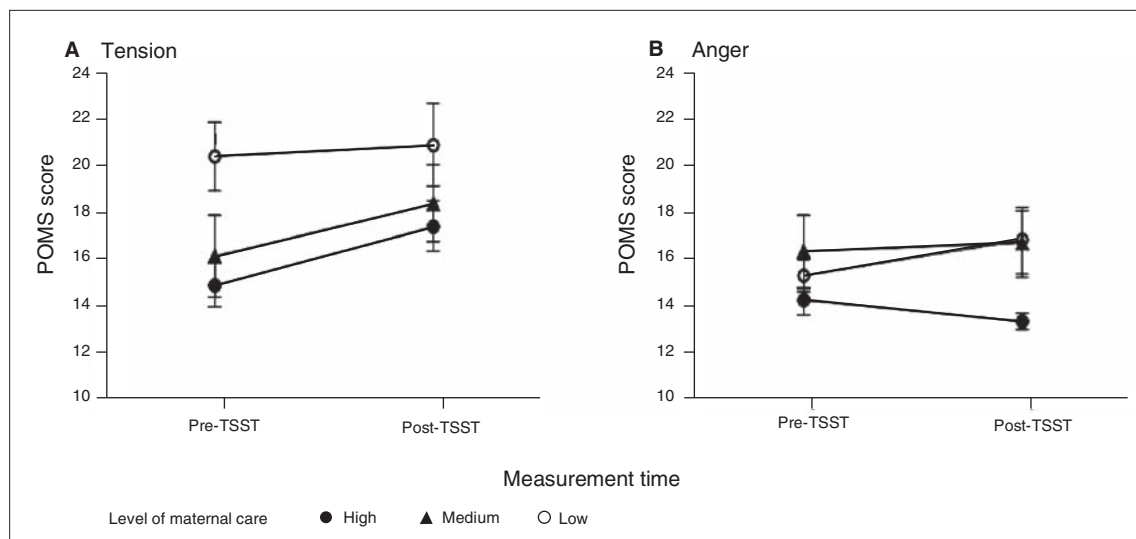 A Tension
B Anger
24
22
20
18
16
14
12
10
POMS score
Pre-TSST
Post-TSST
24
22
20
18
16
14
12
10
POMS score
Pre-TSST
Post-TSST
Measurement time
Level of maternal care High Medium Low